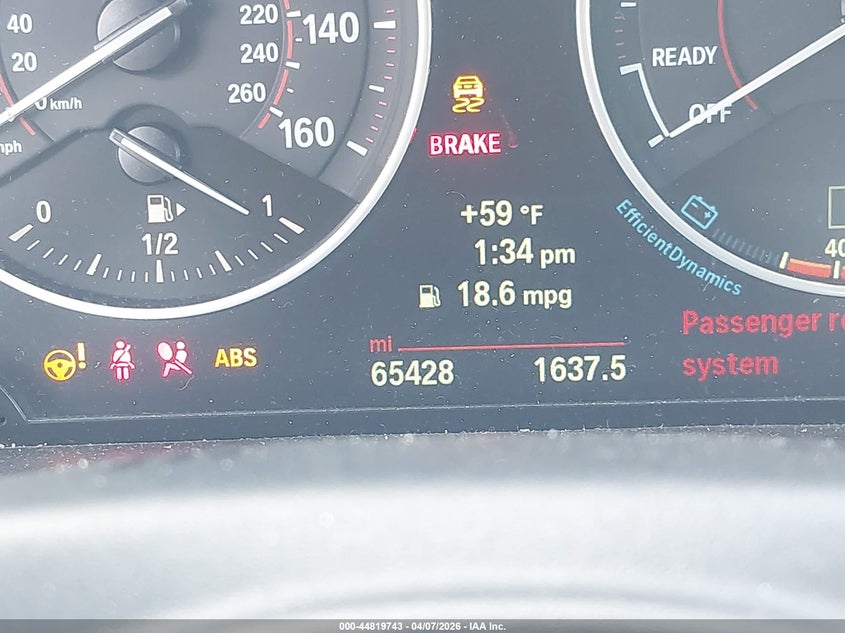 40
20
0 km/h
mph
220
240
260
140
160
0
1/2
1
BRAKE
+59 °F
1:34 pm
18.6 mpg
mi
65428
1637.5
ABS
READY
OFF
EfficientDynamics
40
Passenger
system
000-44819743 - 04/07/2026 - IAA Inc.